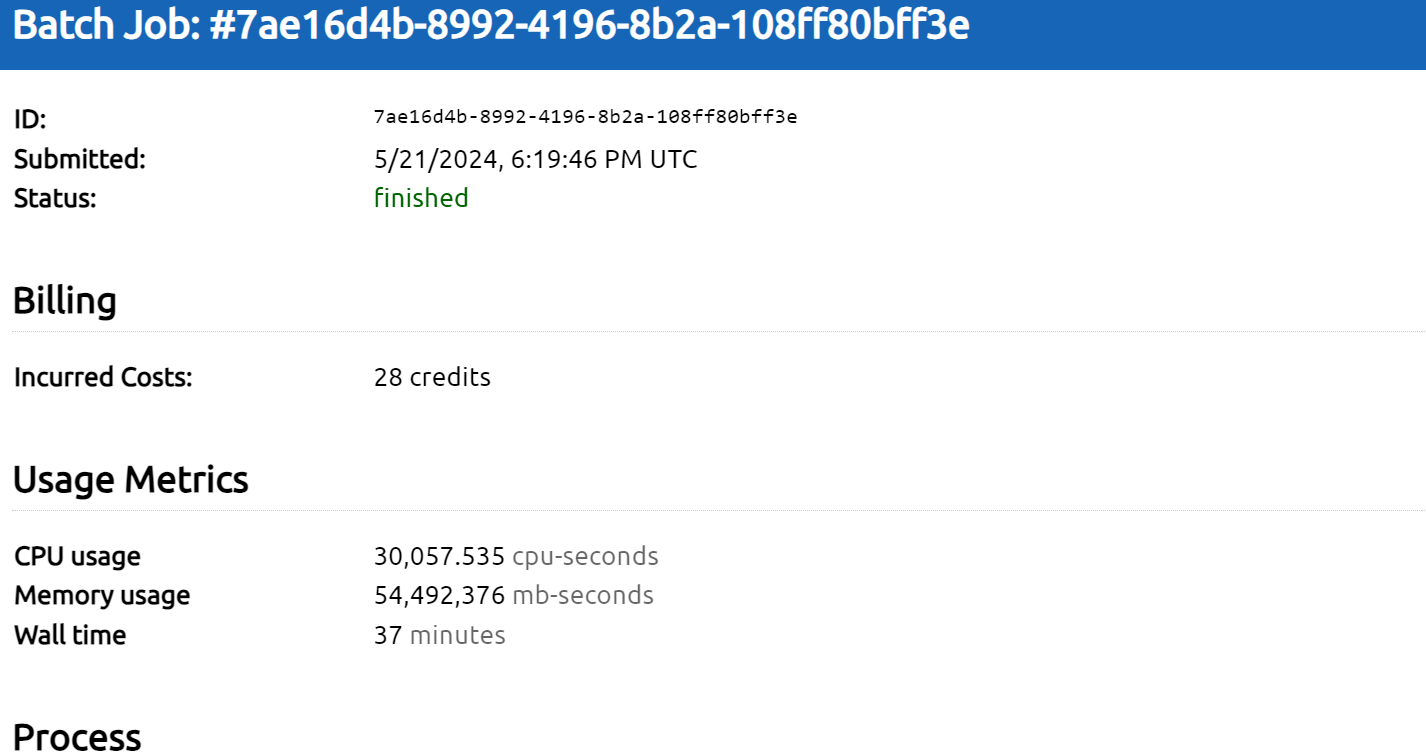 Batch Job: #7ae16d4b-8992-4196-8b2a-108ff80bff3e
ID: 7ae16d4b-8992-4196-8b2a-108ff80bff3e
Submitted: 5/21/2024, 6:19:46 PM UTC
Status: finished
Billing
Incurred Costs: 28 credits
Usage Metrics
CPU usage 30,057.535 cpu-seconds
Memory usage 54,492,376 mb-seconds
Wall time 37 minutes
Process